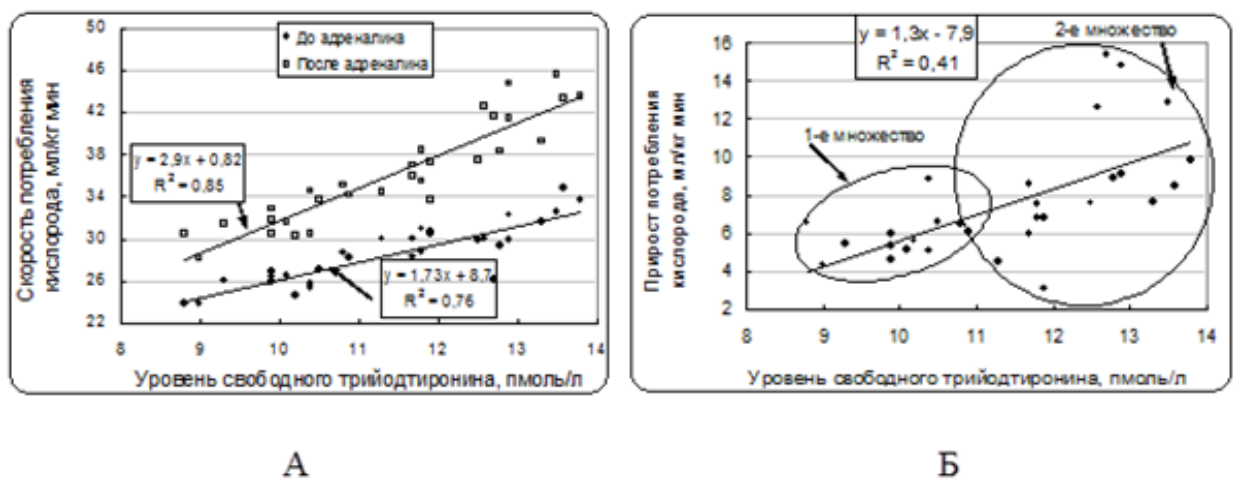 50
46
42
38
34
30
26
22
8
9
10
11
12
13
14
Скорость потребления
кислорода, мл/кг мин
До адреналина
После адреналина
y = 2,9x + 0,82
R² = 0,85
y = 1,73x + 8,7
R² = 0,76
Уровень свободного трийодтиронина, пмоль/л
А
16
14
12
10
8
6
4
2
8
9
10
11
12
13
14
Прирост потребления
кислорода, мл/кг мин
y = 1,3x - 7,9
R² = 0,41
2-е множество
1-е множество
Уровень свободного трийодтиронина, пмоль/л
Б